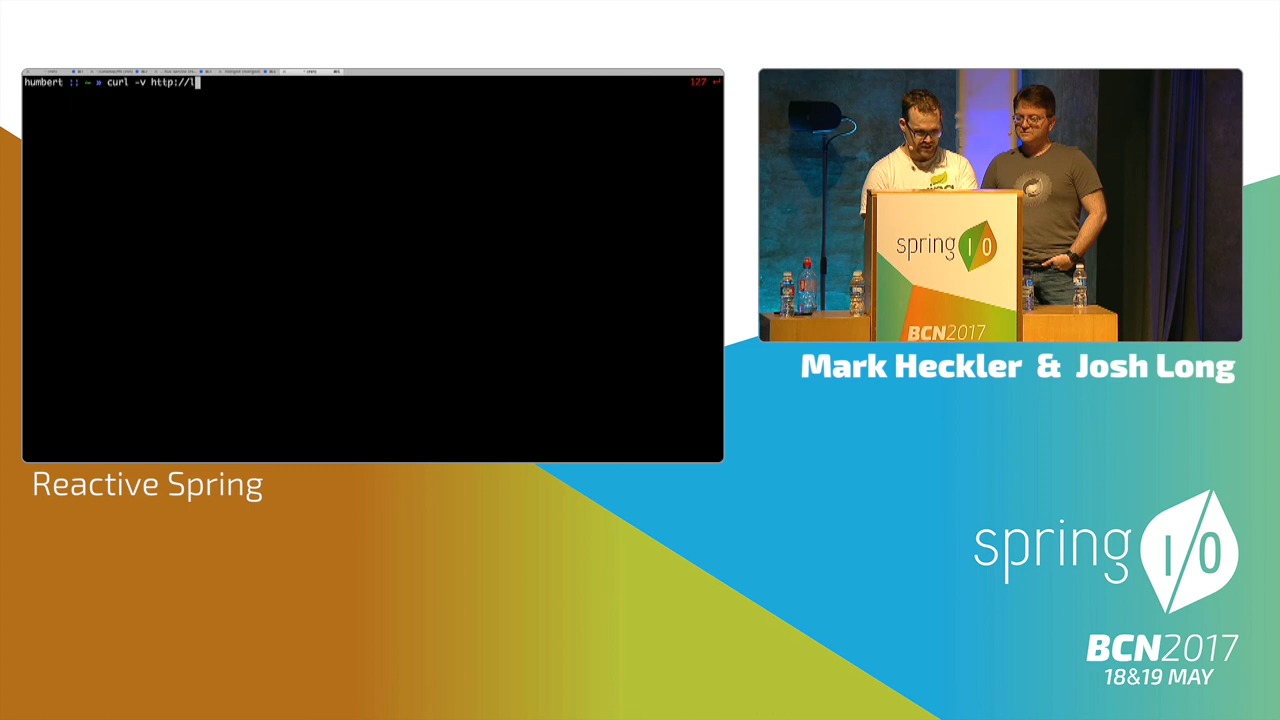 humbert :: ~ » curl -v http://l
127 ↵
spring I/O
BCN2017
Mark Heckler & Josh Long
Reactive Spring
spring I/O
BCN2017
18&19 MAY